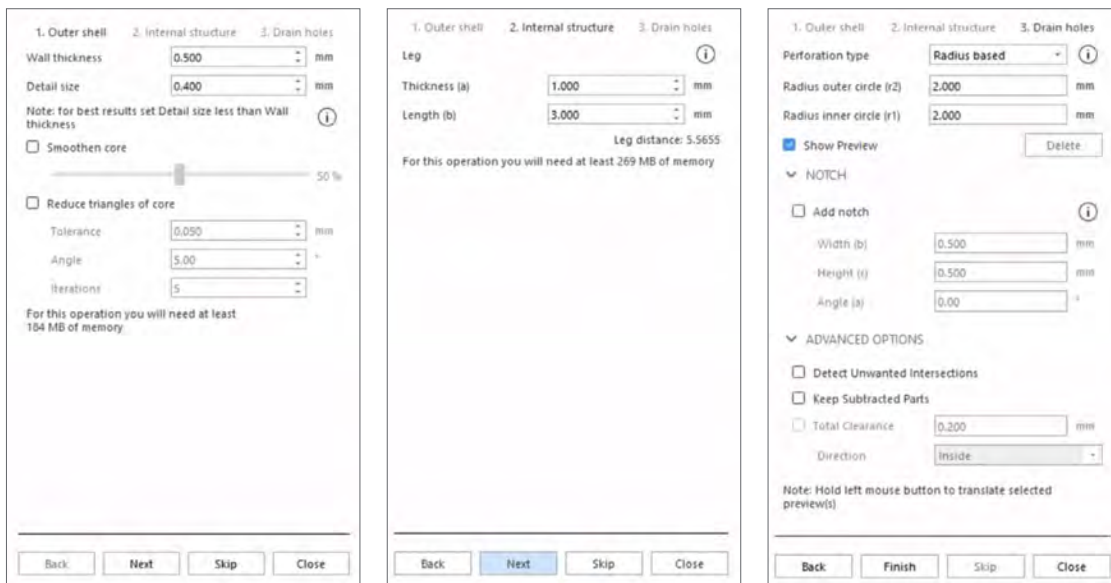 1. Outer shell 2. Internal structure 3. Drain holes
Wall thickness 0.500 mm
Detail size 0.400 mm
Note: for best results set Detail size less than Wall
thickness
Smoothen core
50 %
Reduce triangles of core
Tolerance 0.050 mm
Angle 5.00 °
Iterations 5
For this operation you will need at least
184 MB of memory
Back Next Skip Close
1. Outer shell 2. Internal structure 3. Drain holes
Leg
Thickness (a) 1.000 mm
Length (b) 3.000 mm
Leg distance: 5.5655
For this operation you will need at least 269 MB of memory
Back Next Skip Close
1. Outer shell 2. Internal structure 3. Drain holes
Perforation type Radius based
Radius outer circle (r2) 2.000 mm
Radius inner circle (r1) 2.000 mm
Show Preview Delete
NOTCH
Add notch
Width (b) 0.500 mm
Height (c) 0.500 mm
Angle (a) 0.00 °
ADVANCED OPTIONS
Detect Unwanted Intersections
Keep Subtracted Parts
Total Clearance 0.200 mm
Direction Inside
Note: Hold left mouse button to translate selected
preview(s)
Back Finish Skip Close